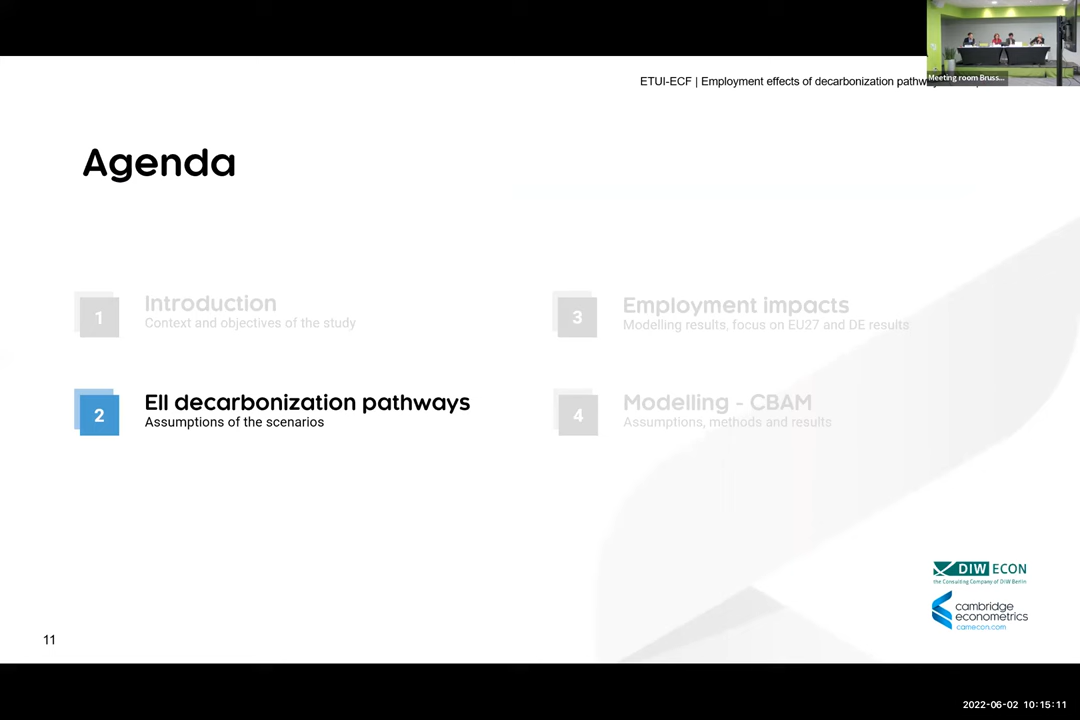 Meeting room Bruss...
ETUI-ECF | Employment effects of decarbonization pathw
Agenda
1
Introduction
Context and objectives of the study
2
EII decarbonization pathways
Assumptions of the scenarios
3
Employment impacts
Modelling results, focus on EU27 and DE results
4
Modelling - CBAM
Assumptions, methods and results
DIW ECON
the Consulting Company of DIW Berlin
cambridge
econometrics
camecon.com
11
2022-06-02 10:15:11